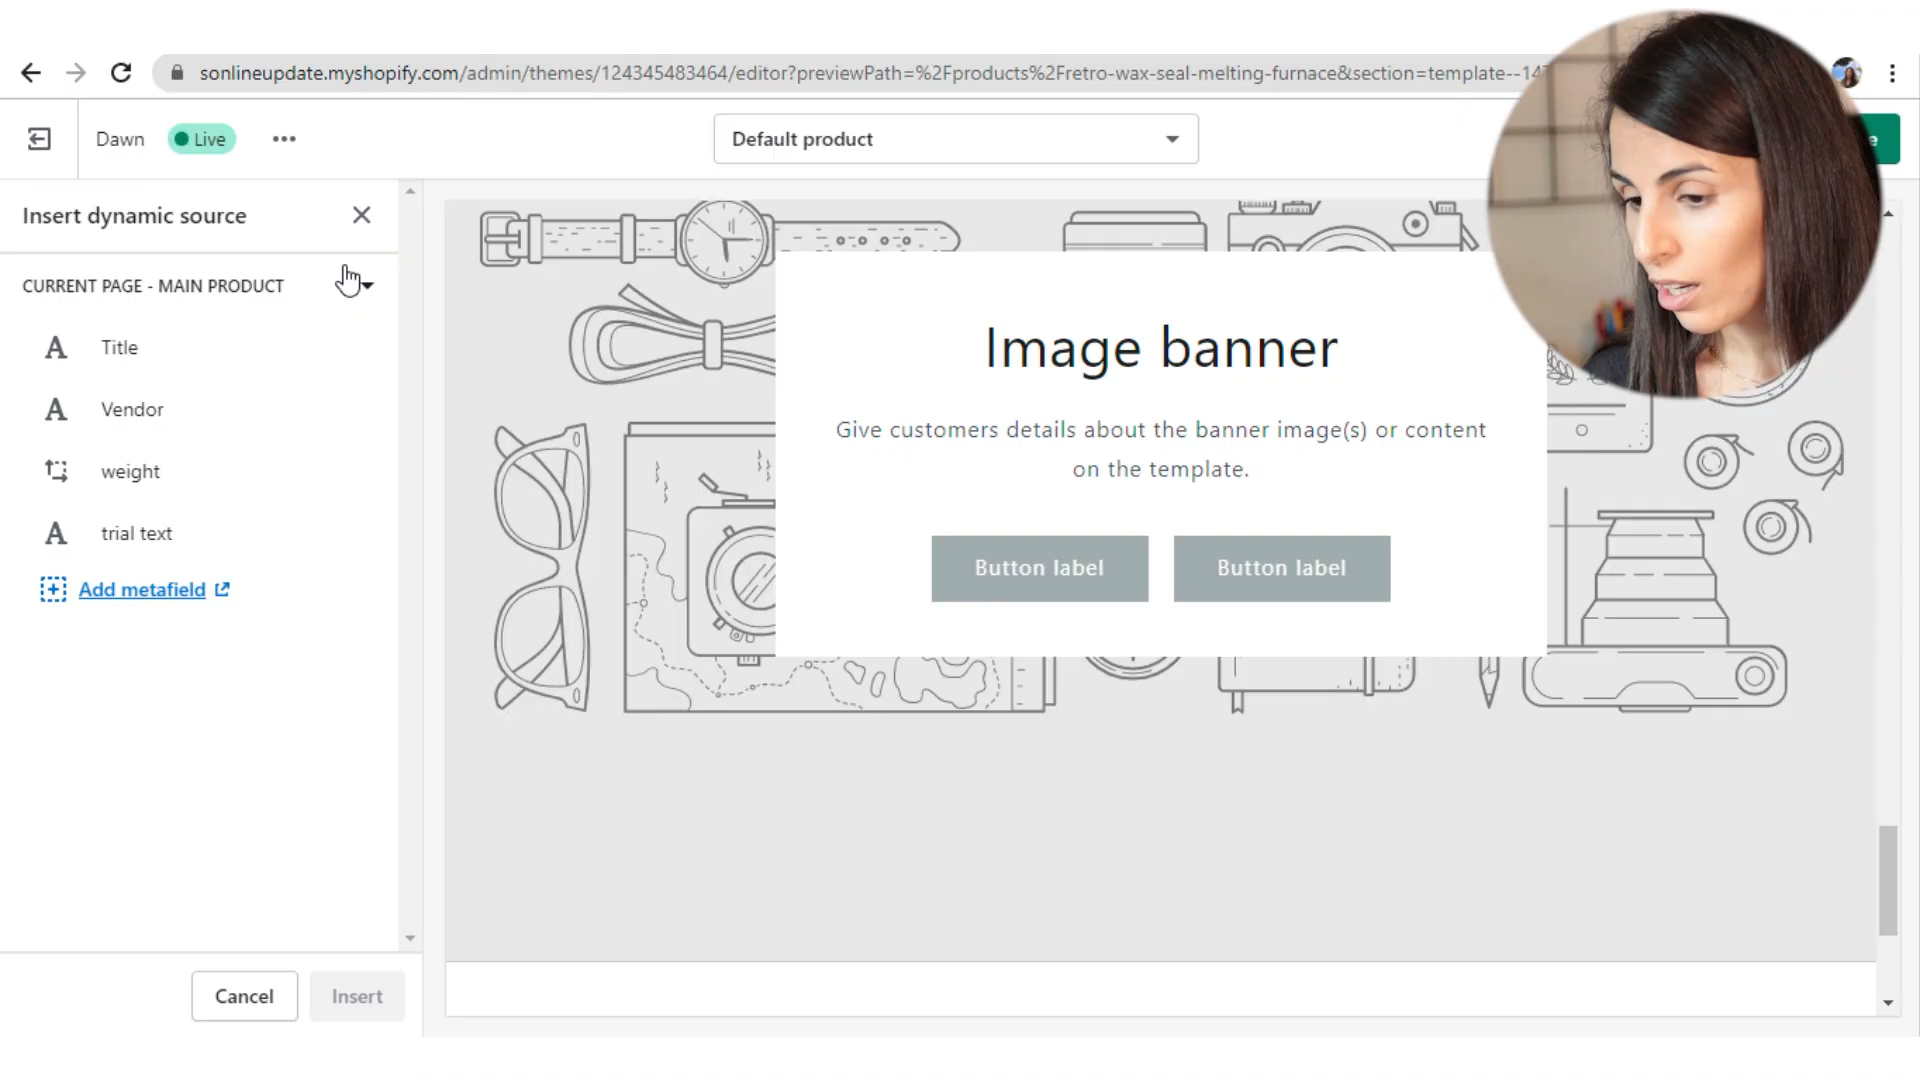 sonlineupdate.myshopify.com/admin/themes/124345483464/editor?previewPath=%2Fproducts%2Fretro-wax-seal-melting-furnace&section=template--14
Dawn
Live
Default product
Insert dynamic source
CURRENT PAGE - MAIN PRODUCT
Title
Vendor
weight
trial text
Add metafield
Cancel
Insert
Image banner
Give customers details about the banner image(s) or content
on the template.
Button label
Button label